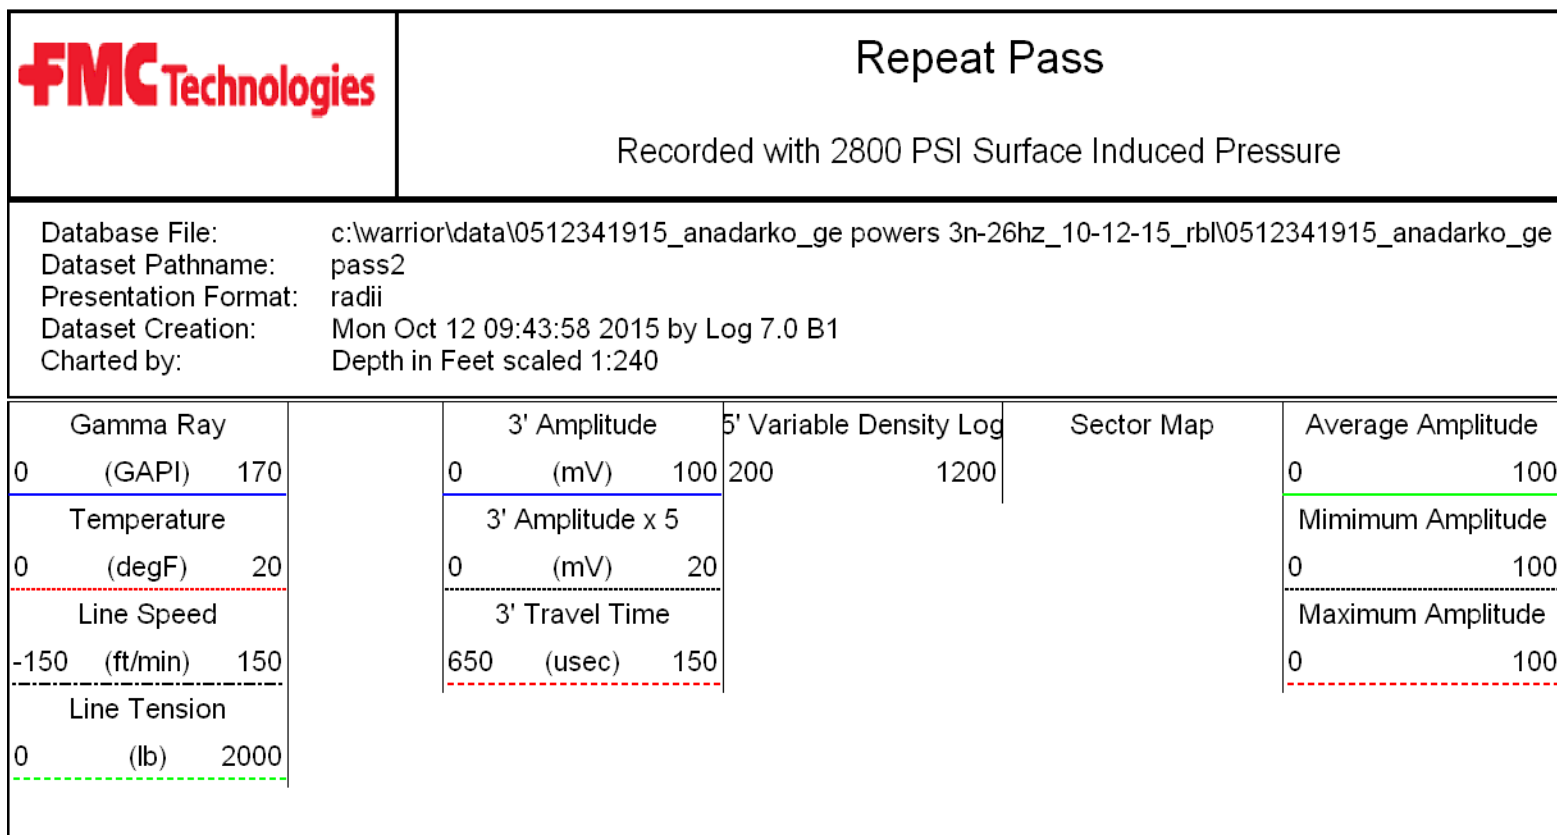 FMC Technologies
Repeat Pass
Recorded with 2800 PSI Surface Induced Pressure
Database File: c:\warrior\data\0512341915_anadarko_ge powers 3n-26hz_10-12-15_rbl\0512341915_anadarko_ge
Dataset Pathname: pass2
Presentation Format: radii
Dataset Creation: Mon Oct 12 09:43:58 2015 by Log 7.0 B1
Charted by: Depth in Feet scaled 1:240
Gamma Ray
0 (GAPI) 170
Temperature
0 (degF) 20
Line Speed
-150 (ft/min) 150
Line Tension
0 (lb) 2000
3' Amplitude
0 (mV) 100
3' Amplitude x 5
0 (mV) 20
3' Travel Time
650 (usec) 150
5' Variable Density Log
200 1200
Sector Map
Average Amplitude
0 100
Mimimum Amplitude
0 100
Maximum Amplitude
0 100